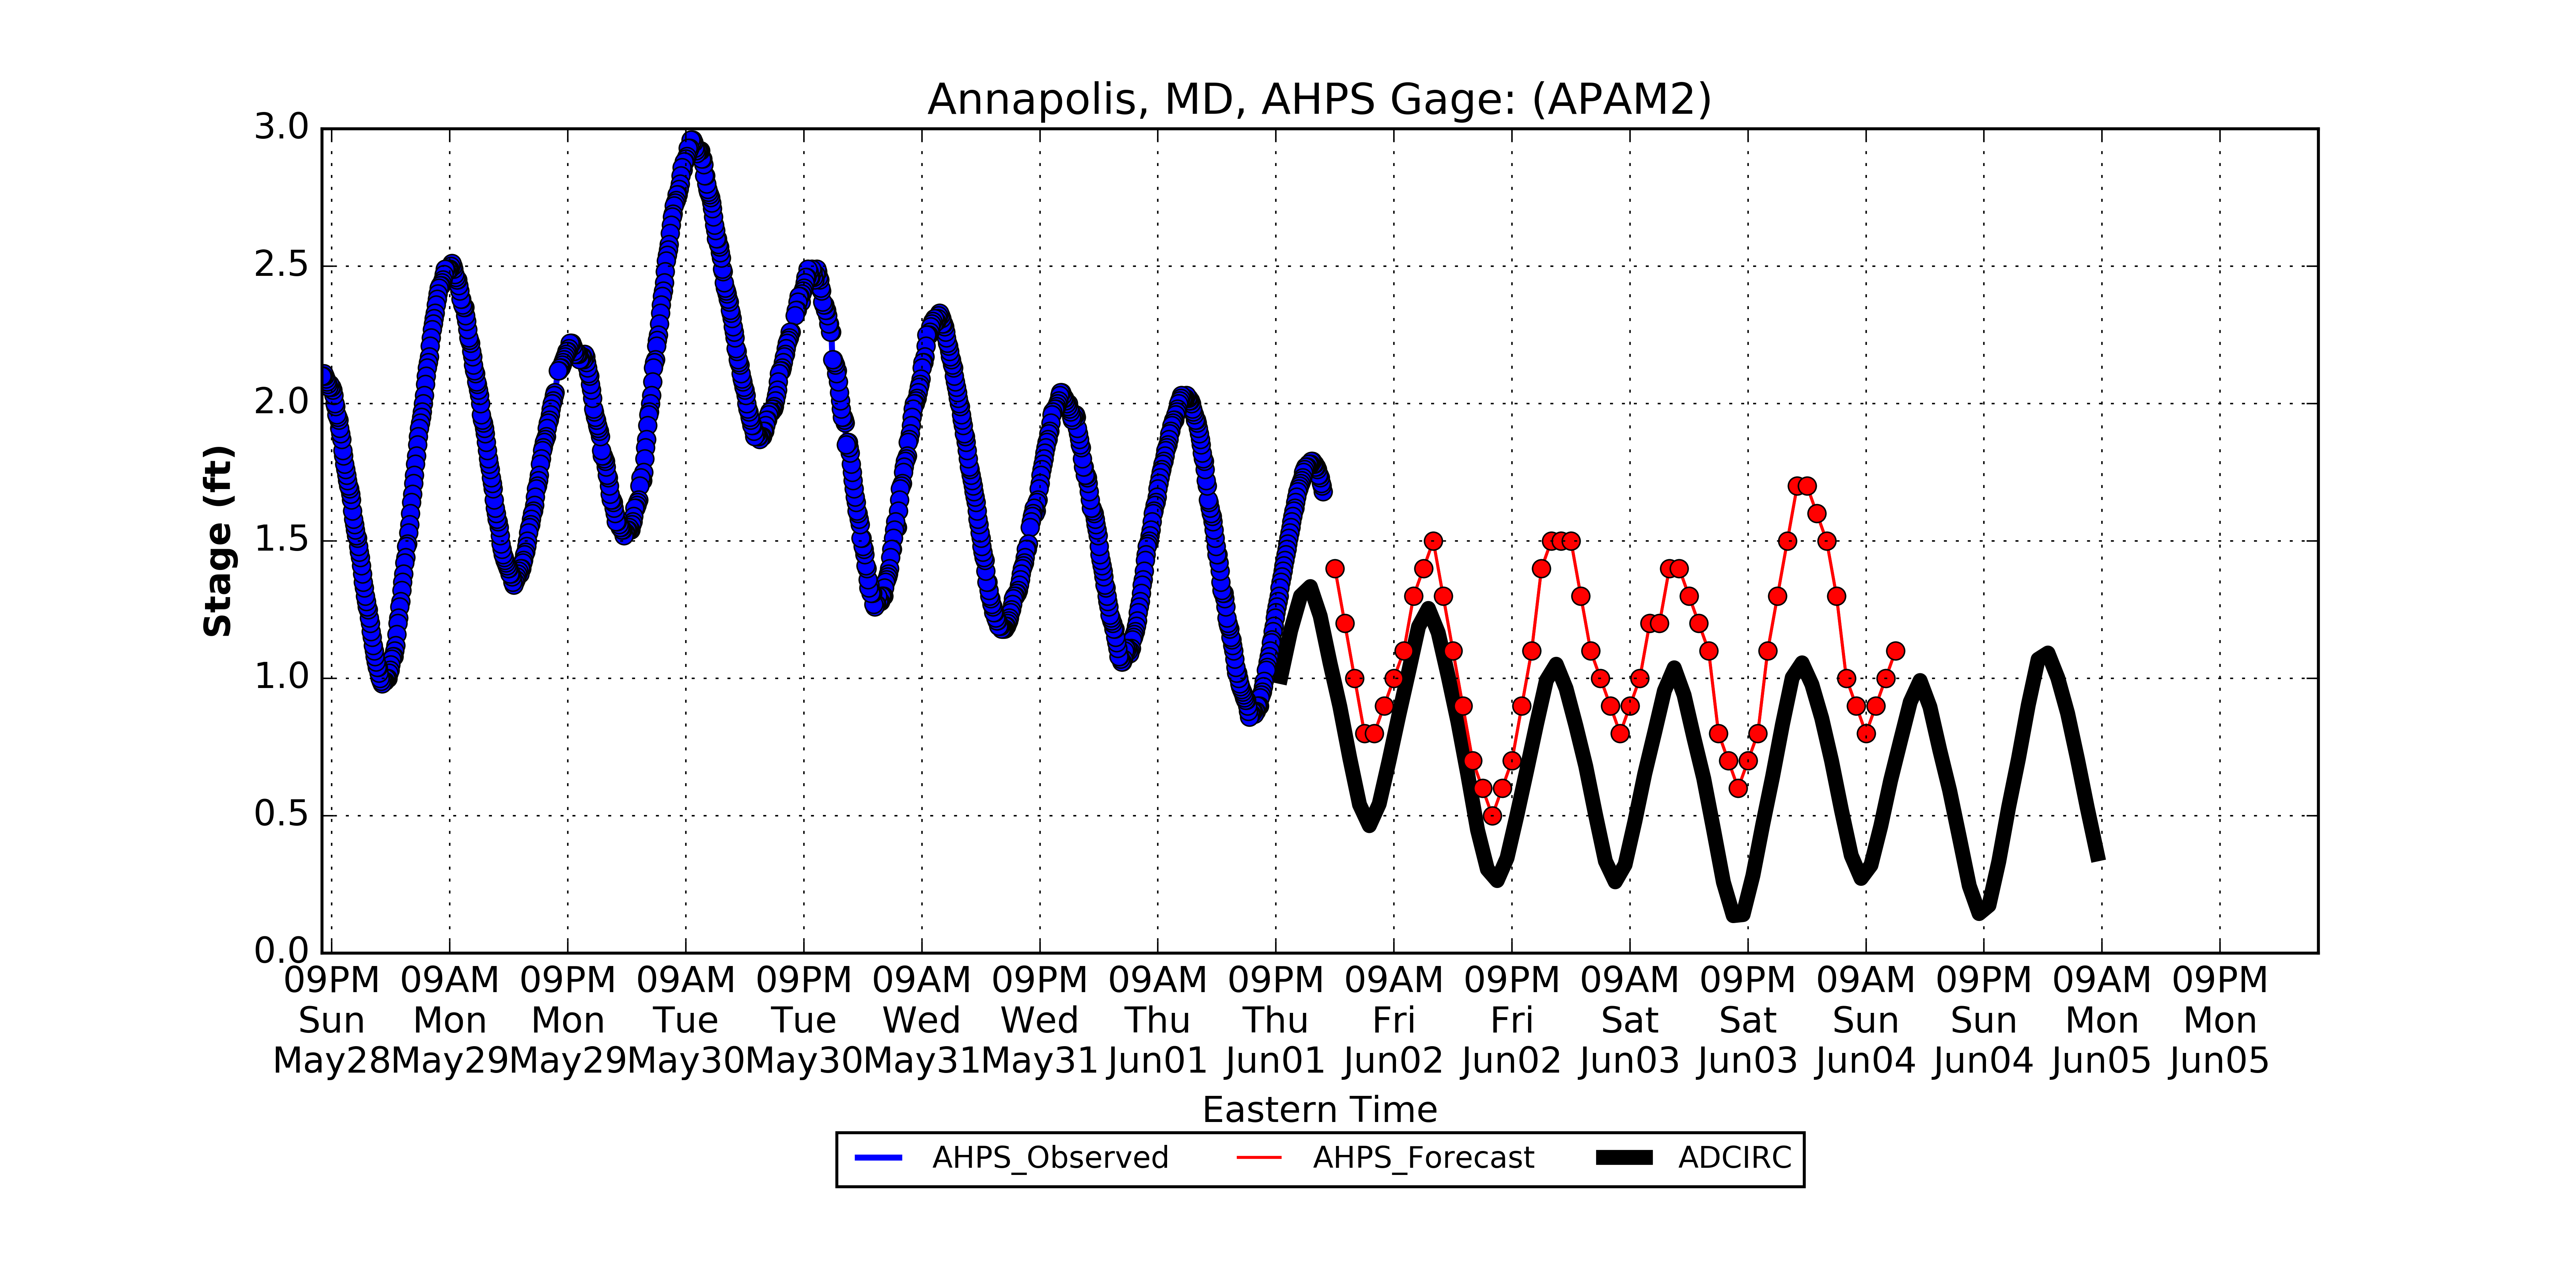 Annapolis, MD, AHPS Gage: (APAM2)
3.0
2.5
2.0
1.5
1.0
0.5
0.0
Stage (ft)
09PM 09AM 09PM 09AM 09PM 09AM 09PM 09AM 09PM 09AM 09PM 09AM 09PM 09AM 09PM 09AM 09PM
Sun Mon Mon Tue Tue Wed Wed Thu Thu Fri Fri Sat Sat Sun Sun Mon Mon
May28 May29 May29 May30 May30 May31 May31 Jun01 Jun01 Jun02 Jun02 Jun03 Jun03 Jun04 Jun04 Jun05 Jun05
Eastern Time
AHPS_Observed AHPS_Forecast ADCIRC